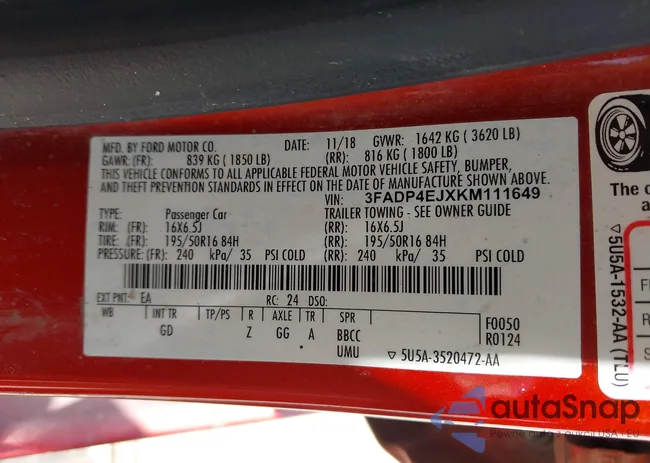 MFD. BY FORD MOTOR CO. DATE: 11/18 GVWR: 1642 KG ( 3620 LB)
GAWR: (FR) 839 KG ( 1850 LB) (RR): 816 KG ( 1800 LB)
THIS VEHICLE CONFORMS TO ALL APPLICABLE FEDERAL MOTOR VEHICLE SAFETY, BUMPER,
AND THEFT PREVENTION STANDARDS IN EFFECT ON THE DATE OF MANUFACTURE SHOWN ABOVE.
VIN: 3FADP4EJXKM111649
TYPE: Passenger Car TRAILER TOWING - SEE OWNER GUIDE
RIM: (FR) 16X6.5J (RR): 16X6.5J
TIRE: (FR) 195/50R16 84H (RR): 195/50R16 84H
PRESSURE: (FR) 240 kPa/ 35 PSI COLD (RR): 240 kPa/ 35 PSI COLD
EXT PNT: EA RC: 24 DSO:
WB INT TR TP/PS R AXLE TR SPR F0050
GD Z GG A BBCC R0124
UMU ▽5U5A-3520472-AA
The c
a
▽5U5A-1532-AA (TLU)
F
R
S
autoSnap
Pewne auta z aukcji USA i EU